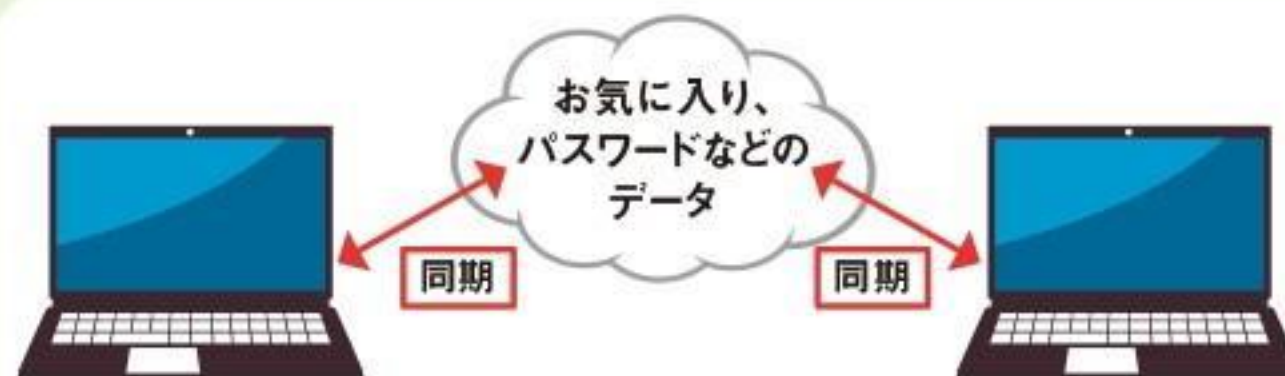 お気に入り、
パスワードなどの
データ
同期
同期